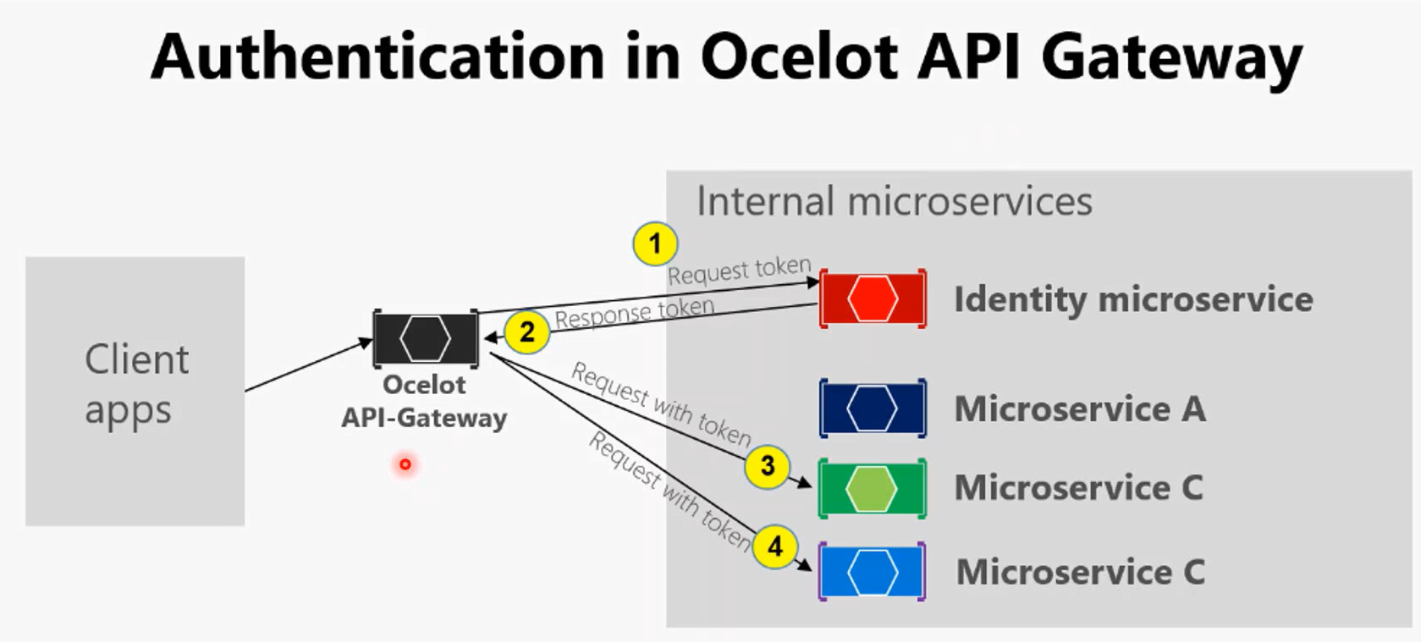 Authentication in Ocelot API Gateway
Internal microservices
1
Request token
Identity microservice
2
Response token
Client
apps
Ocelot
API-Gateway
Request with token
Microservice A
3
Microservice C
Request with token
4
Microservice C